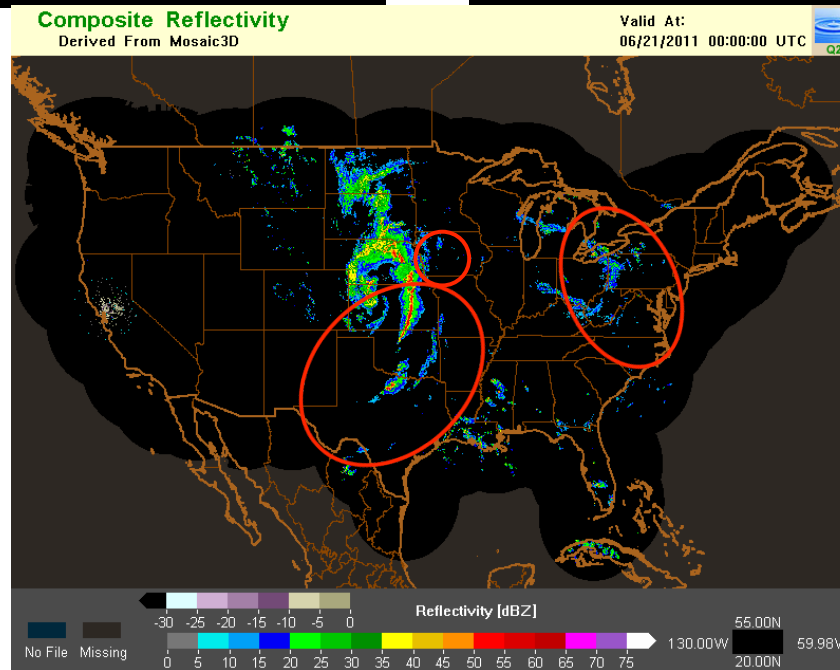 Composite Reflectivity
Derived From Mosaic3D
Valid At:
06/21/2011 00:00:00 UTC
Q2
Reflectivity [dBZ]
-30 -25 -20 -15 -10 -5 0
No File Missing
0 5 10 15 20 25 30 35 40 45 50 55 60 65 70 75
55.00N
130.00W
59.98W
20.00N